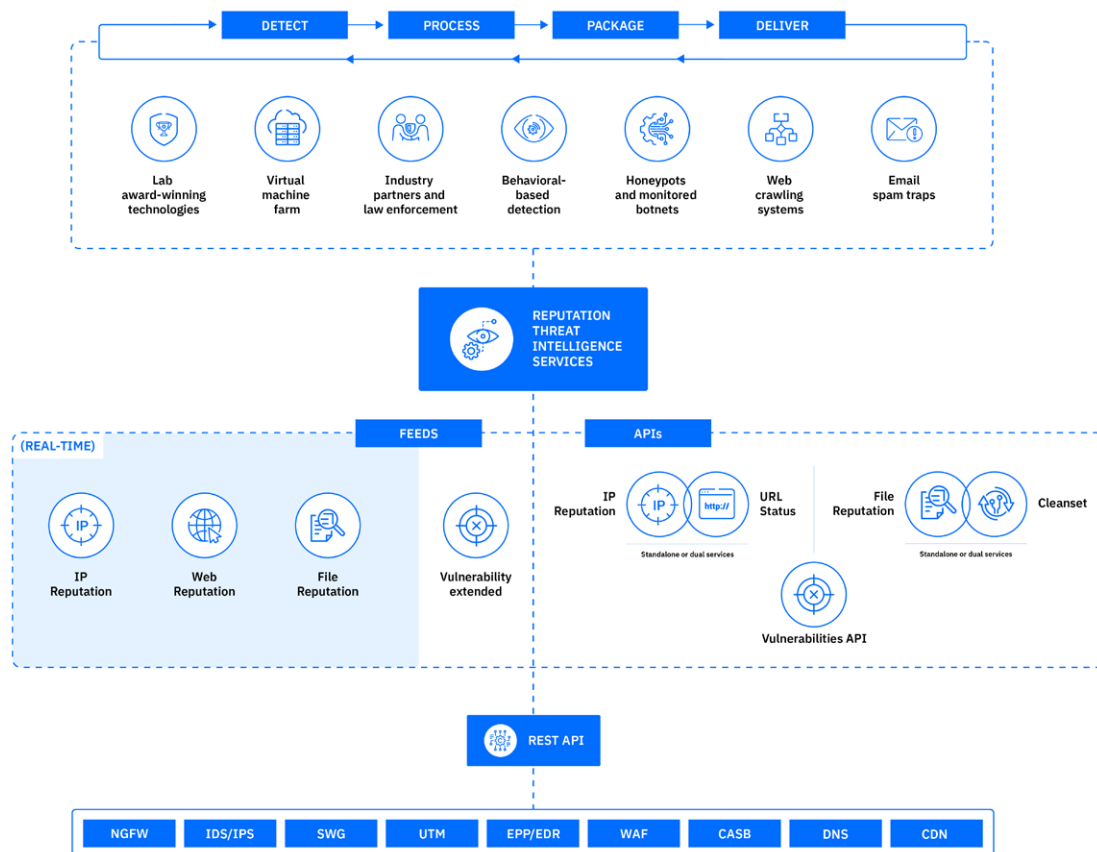 DETECT
PROCESS
PACKAGE
DELIVER
Lab
award-winning
technologies
Virtual
machine
farm
Industry
partners and
law enforcement
Behavioral-
based
detection
Honeypots
and monitored
botnets
Web
crawling
systems
Email
spam traps
REPUTATION
THREAT
INTELLIGENCE
SERVICES
(REAL-TIME)
FEEDS
IP
IP
Reputation
Web
Reputation
File
Reputation
Vulnerability
extended
APIs
IP
Reputation
IP
http://
URL
Status
Standalone or dual services
File
Reputation
Cleanset
Standalone or dual services
Vulnerabilities API
REST API
NGFW
IDS/IPS
SWG
UTM
EPP/EDR
WAF
CASB
DNS
CDN